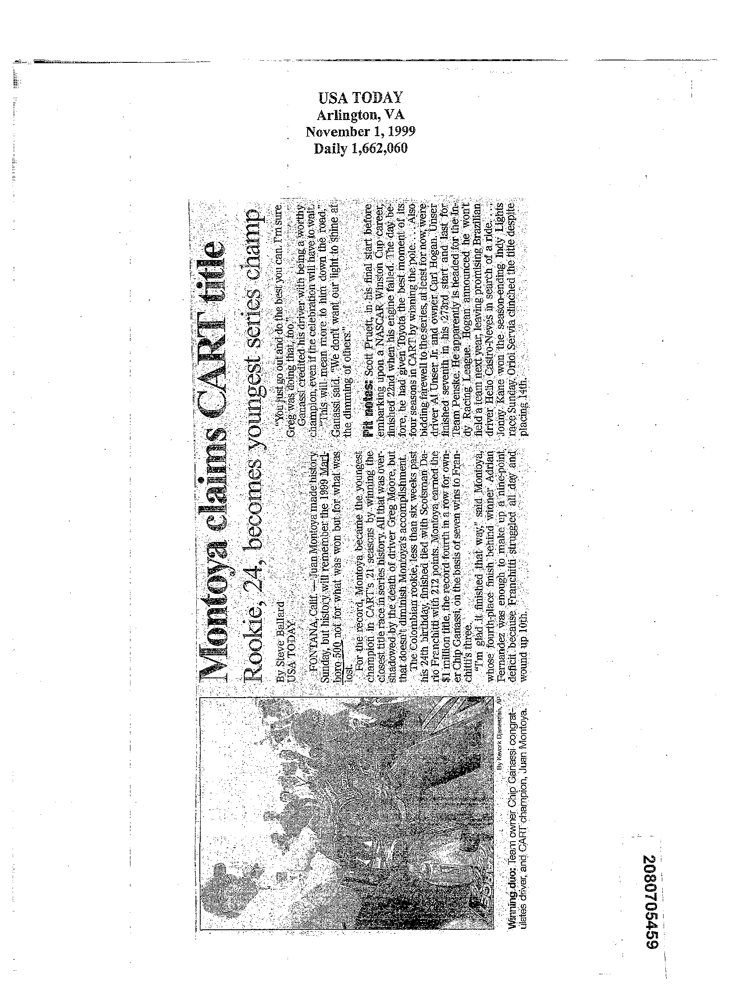 USA TODAY
Arlington, VA
November 1, 1999
Daily 1,662,060
Montoya claims CART title
Rookie, 24, becomes youngest series champ
By Steve Ballard
USA TODAY
FONTANA, Calif. — Juan Montoya made history
Sunday, but history will remember the 1999 Marl-
boro 500 not for what was won but for what was
lost.
For the record, Montoya became the youngest
champion in CART's 21 seasons by winning the
closest title race in series history. All that was over-
shadowed by the death of driver Greg Moore, but
that doesn't diminish Montoya's accomplishment.
The Colombian rookie, less than six weeks past
his 24th birthday, finished tied with Scotsman Da-
rio Franchitti with 212 points. Montoya earned the
$1 million title, the record fourth in a row for own-
er Chip Ganassi, on the basis of seven wins to Fran-
chitti's three.
"I'm glad it finished that way," said Montoya,
whose fourth-place finish behind winner Adrian
Fernandez was enough to make up a nine-point
deficit because Franchitti struggled all day and
wound up 10th.
"You just go out and do the best you can. I'm sure
Greg was doing that, too."
Ganassi credited his driver with being a worthy
champion, even if the celebration will have to wait.
"This will mean more to him down the road,"
Ganassi said. "We don't want our light to shine at
the dimming of others."
Pit notes: Scott Pruett, in his final start before
embarking upon a NASCAR Winston Cup career,
finished 22nd when his engine failed. The day be-
fore, he had given Toyota the best moment of its
four seasons in CART by winning the pole. . . . Also
bidding farewell to the series, at least for now, were
driver Al Unser Jr. and owner Carl Hogan. Unser
finished seventh in his 273rd start and last for
Team Penske. He apparently is headed for the In-
dy Racing League. Hogan announced he won't
field a team next year, leaving promising Brazilian
driver Helio Castro-Neves in search of a ride. . . .
Jonny Kane won the season-ending Indy Lights
race Sunday. Oriol Servia clinched the title despite
placing 14th.
AP
Winning duo: Team owner Chip Ganassi congrat-
ulates driver, and CART champion, Juan Montoya.
2080705459